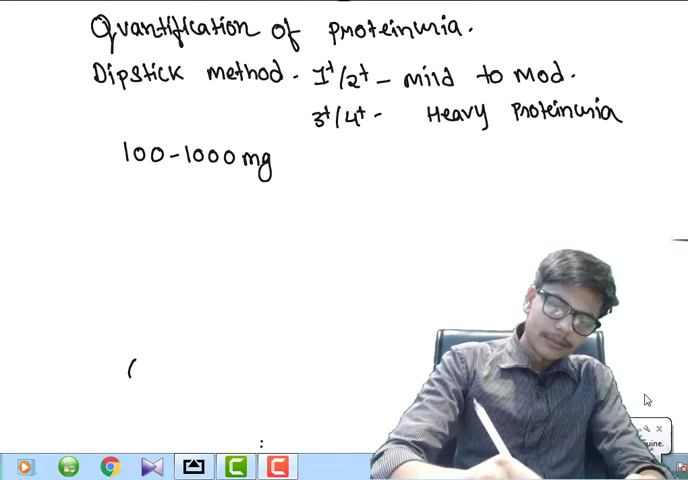 Quantification of proteinuria.
Dipstick method - 1+/2+ - mild to mod.
3+/4+ - Heavy Proteinuria
100-1000 mg
(